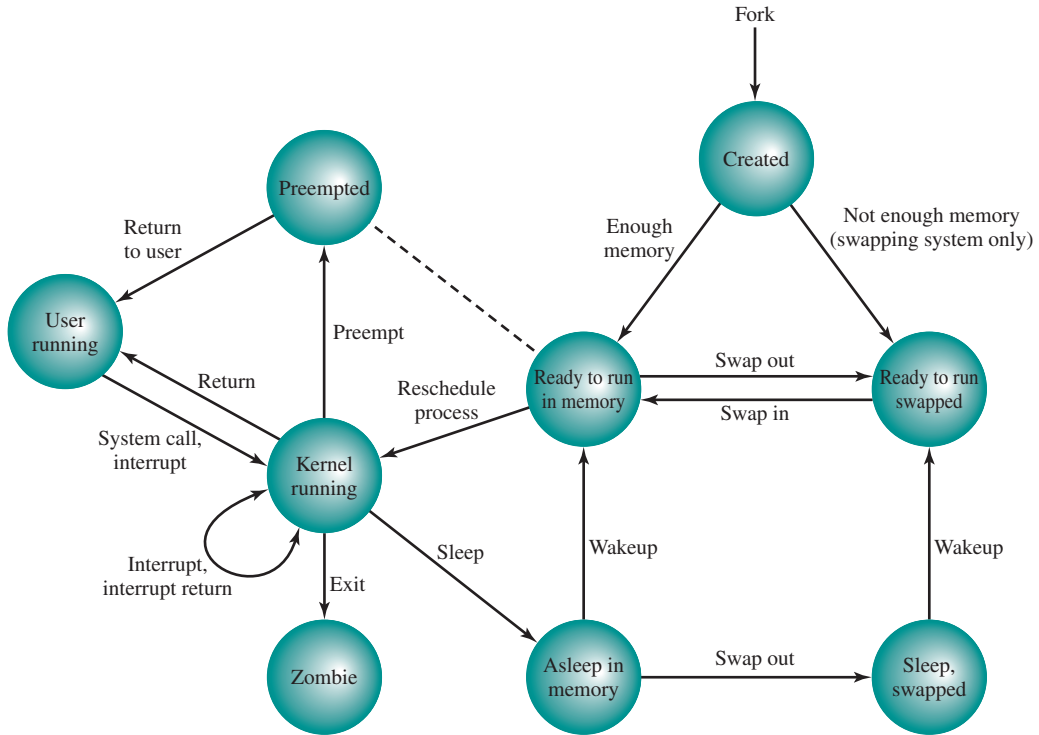 Fork
Created
Preempted
Return
to user
Enough
memory
Not enough memory
(swapping system only)
User
running
Preempt
Return
Reschedule
process
Ready to run
in memory
Swap out
Swap in
Ready to run
swapped
System call,
interrupt
Kernel
running
Interrupt,
interrupt return
Sleep
Wakeup
Wakeup
Exit
Zombie
Asleep in
memory
Swap out
Sleep,
swapped